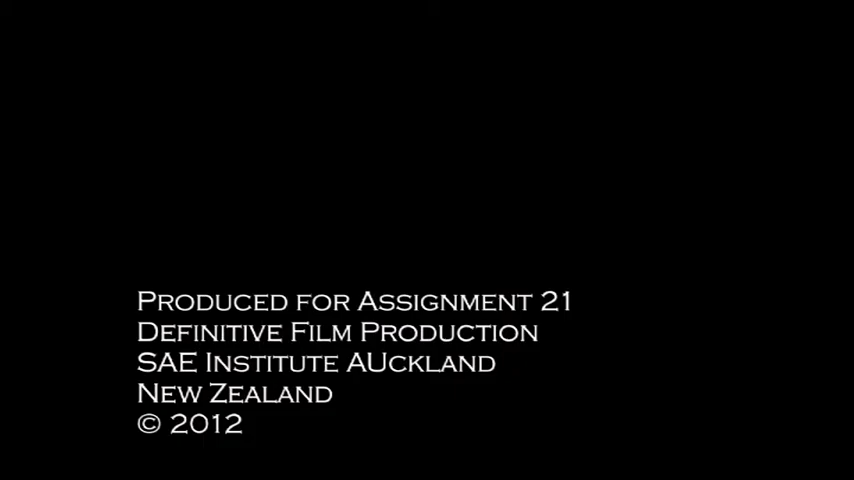 Produced for Assignment 21
Definitive Film Production
SAE Institute AUckland
New Zealand
© 2012